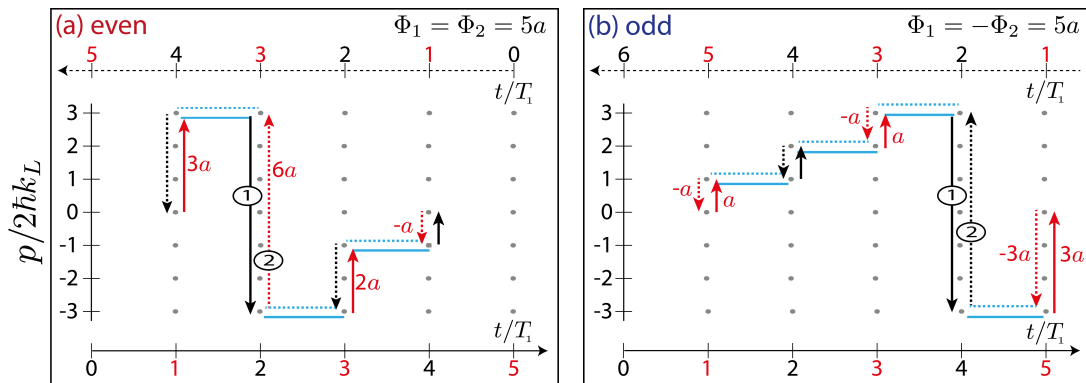 (a) even
Φ₁ = Φ₂ = 5a
5 4 3 2 1 0
t/T₁
p/2ħk_L
3
2
1
0
-1
-2
-3
3a
6a
1
2
2a
-a
t/T₁
0 1 2 3 4 5
(b) odd
Φ₁ = −Φ₂ = 5a
6 5 4 3 2 1
t/T₁
3
2
1
0
-1
-2
-3
-a
a
-a
a
1
2
-3a
3a
t/T₁
0 1 2 3 4 5